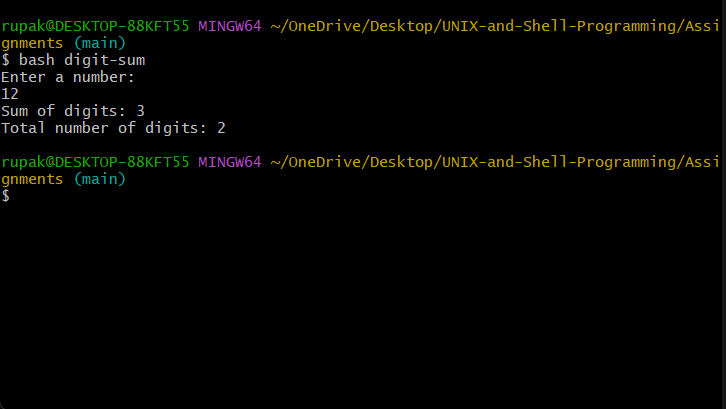 rupak@DESKTOP-88KFT55 MINGW64 ~/OneDrive/Desktop/UNIX-and-Shell-Programming/Assi
gnments (main)
$ bash digit-sum
Enter a number:
12
Sum of digits: 3
Total number of digits: 2
rupak@DESKTOP-88KFT55 MINGW64 ~/OneDrive/Desktop/UNIX-and-Shell-Programming/Assi
gnments (main)
$